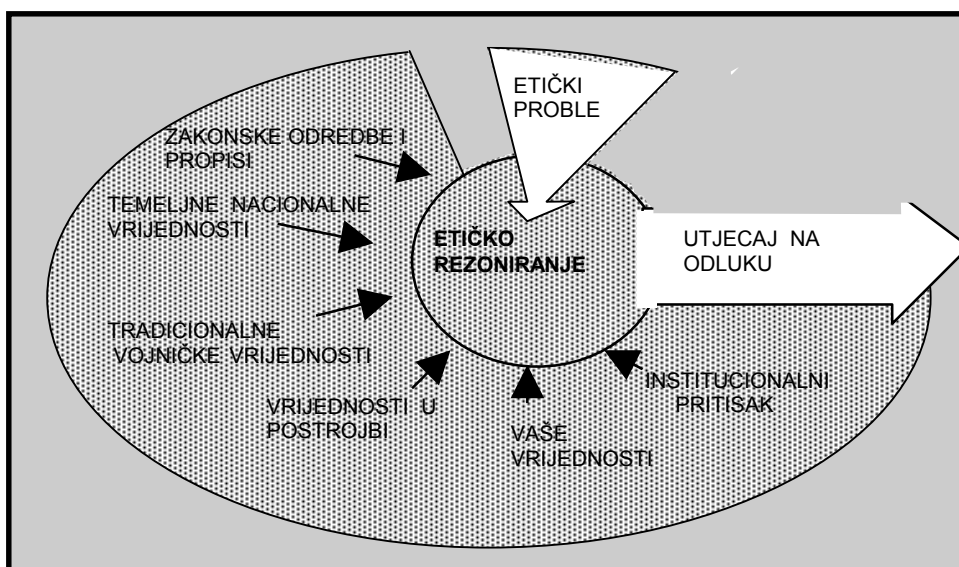 ETIČKI
PROBLE
ZAKONSKE ODREDBE I
PROPISI
TEMELJNE NACIONALNE
VRIJEDNOSTI
ETIČKO
REZONIRANJE
UTJECAJ NA
ODLUKU
TRADICIONALNE
VOJNIČKE VRIJEDNOSTI
VRIJEDNOSTI U
POSTROJBI
VAŠE
VRIJEDNOSTI
INSTITUCIONALNI
PRITISAK